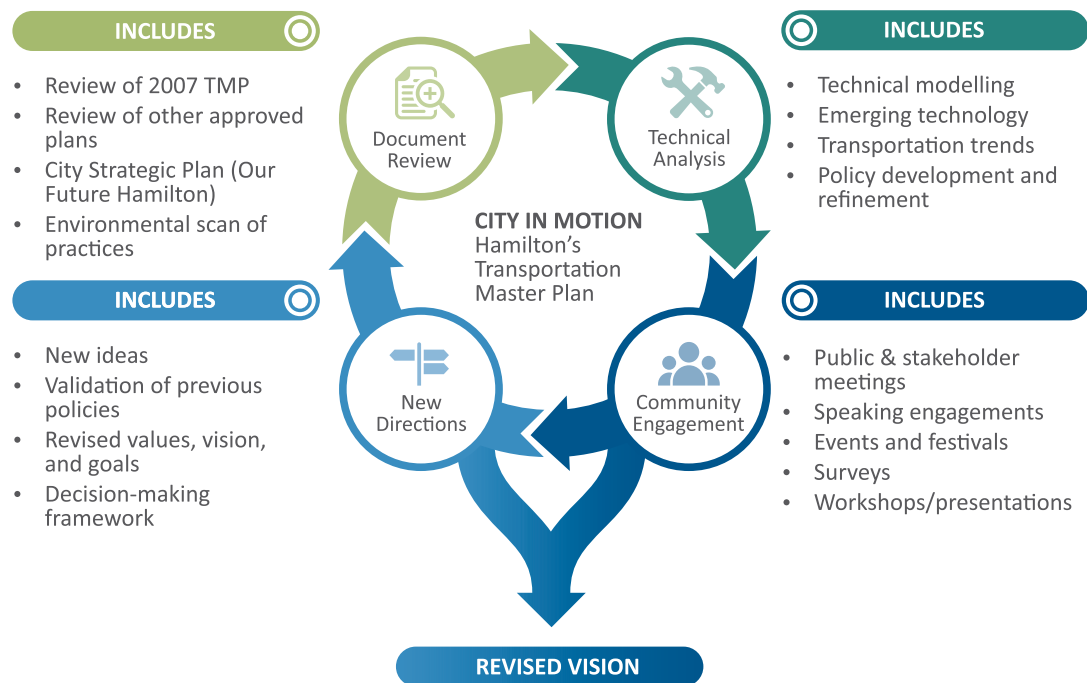 INCLUDES
• Review of 2007 TMP
• Review of other approved
plans
• City Strategic Plan (Our
Future Hamilton)
• Environmental scan of
practices
Document
Review
Technical
Analysis
INCLUDES
• Technical modelling
• Emerging technology
• Transportation trends
• Policy development and
refinement
CITY IN MOTION
Hamilton’s
Transportation
Master Plan
INCLUDES
• New ideas
• Validation of previous
policies
• Revised values, vision,
and goals
• Decision-making
framework
New
Directions
Community
Engagement
INCLUDES
• Public & stakeholder
meetings
• Speaking engagements
• Events and festivals
• Surveys
• Workshops/presentations
REVISED VISION